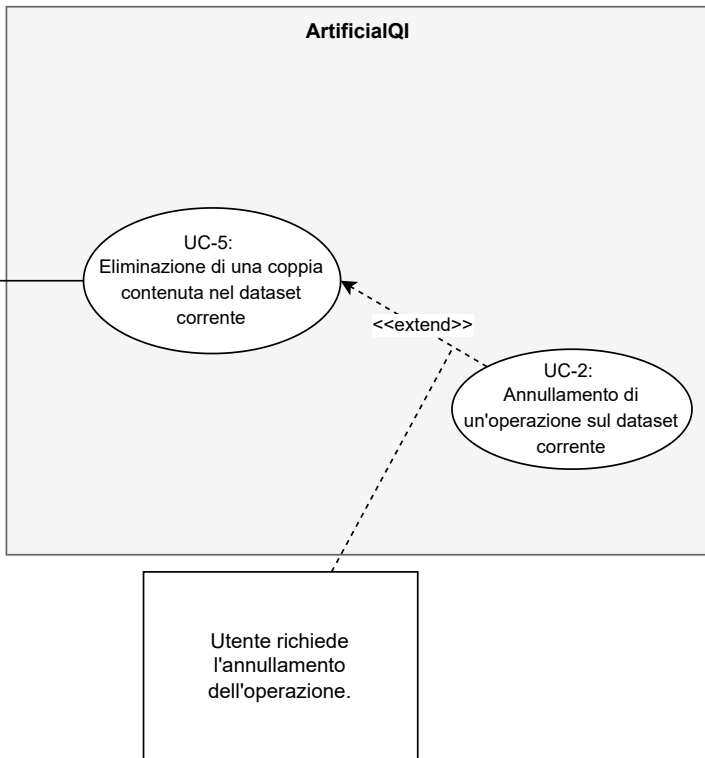 ArtificialQI
UC-5:
Eliminazione di una coppia
contenuta nel dataset
corrente
<<extend>>
UC-2:
Annullamento di
un'operazione sul dataset
corrente
Utente richiede
l'annullamento
dell'operazione.